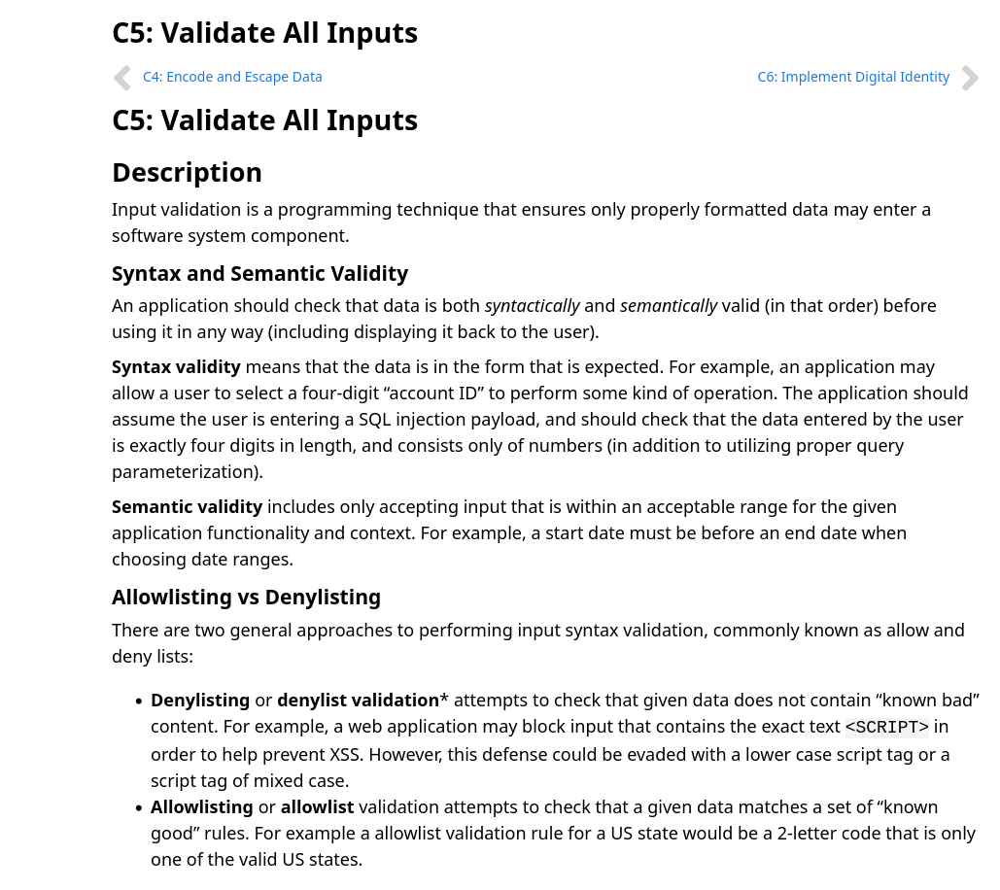 C5: Validate All Inputs
C4: Encode and Escape Data
C6: Implement Digital Identity
C5: Validate All Inputs
Description
Input validation is a programming technique that ensures only properly formatted data may enter a
software system component.
Syntax and Semantic Validity
An application should check that data is both syntactically and semantically valid (in that order) before
using it in any way (including displaying it back to the user).
Syntax validity means that the data is in the form that is expected. For example, an application may
allow a user to select a four-digit “account ID” to perform some kind of operation. The application should
assume the user is entering a SQL injection payload, and should check that the data entered by the user
is exactly four digits in length, and consists only of numbers (in addition to utilizing proper query
parameterization).
Semantic validity includes only accepting input that is within an acceptable range for the given
application functionality and context. For example, a start date must be before an end date when
choosing date ranges.
Allowlisting vs Denylisting
There are two general approaches to performing input syntax validation, commonly known as allow and
deny lists:
• Denylisting or denylist validation* attempts to check that given data does not contain “known bad”
content. For example, a web application may block input that contains the exact text <SCRIPT> in
order to help prevent XSS. However, this defense could be evaded with a lower case script tag or a
script tag of mixed case.
• Allowlisting or allowlist validation attempts to check that a given data matches a set of “known
good” rules. For example a allowlist validation rule for a US state would be a 2-letter code that is only
one of the valid US states.